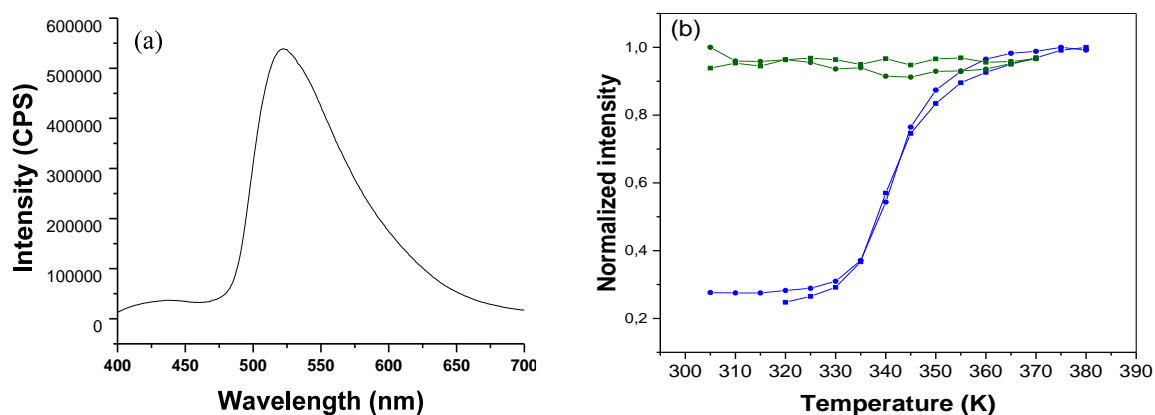 (a)
Intensity (CPS)
600000
500000
400000
300000
200000
100000
0
400 450 500 550 600 650 700
Wavelength (nm)
(b)
Normalized intensity
1,0
0,8
0,6
0,4
0,2
300 310 320 330 340 350 360 370 380 390
Temperature (K)